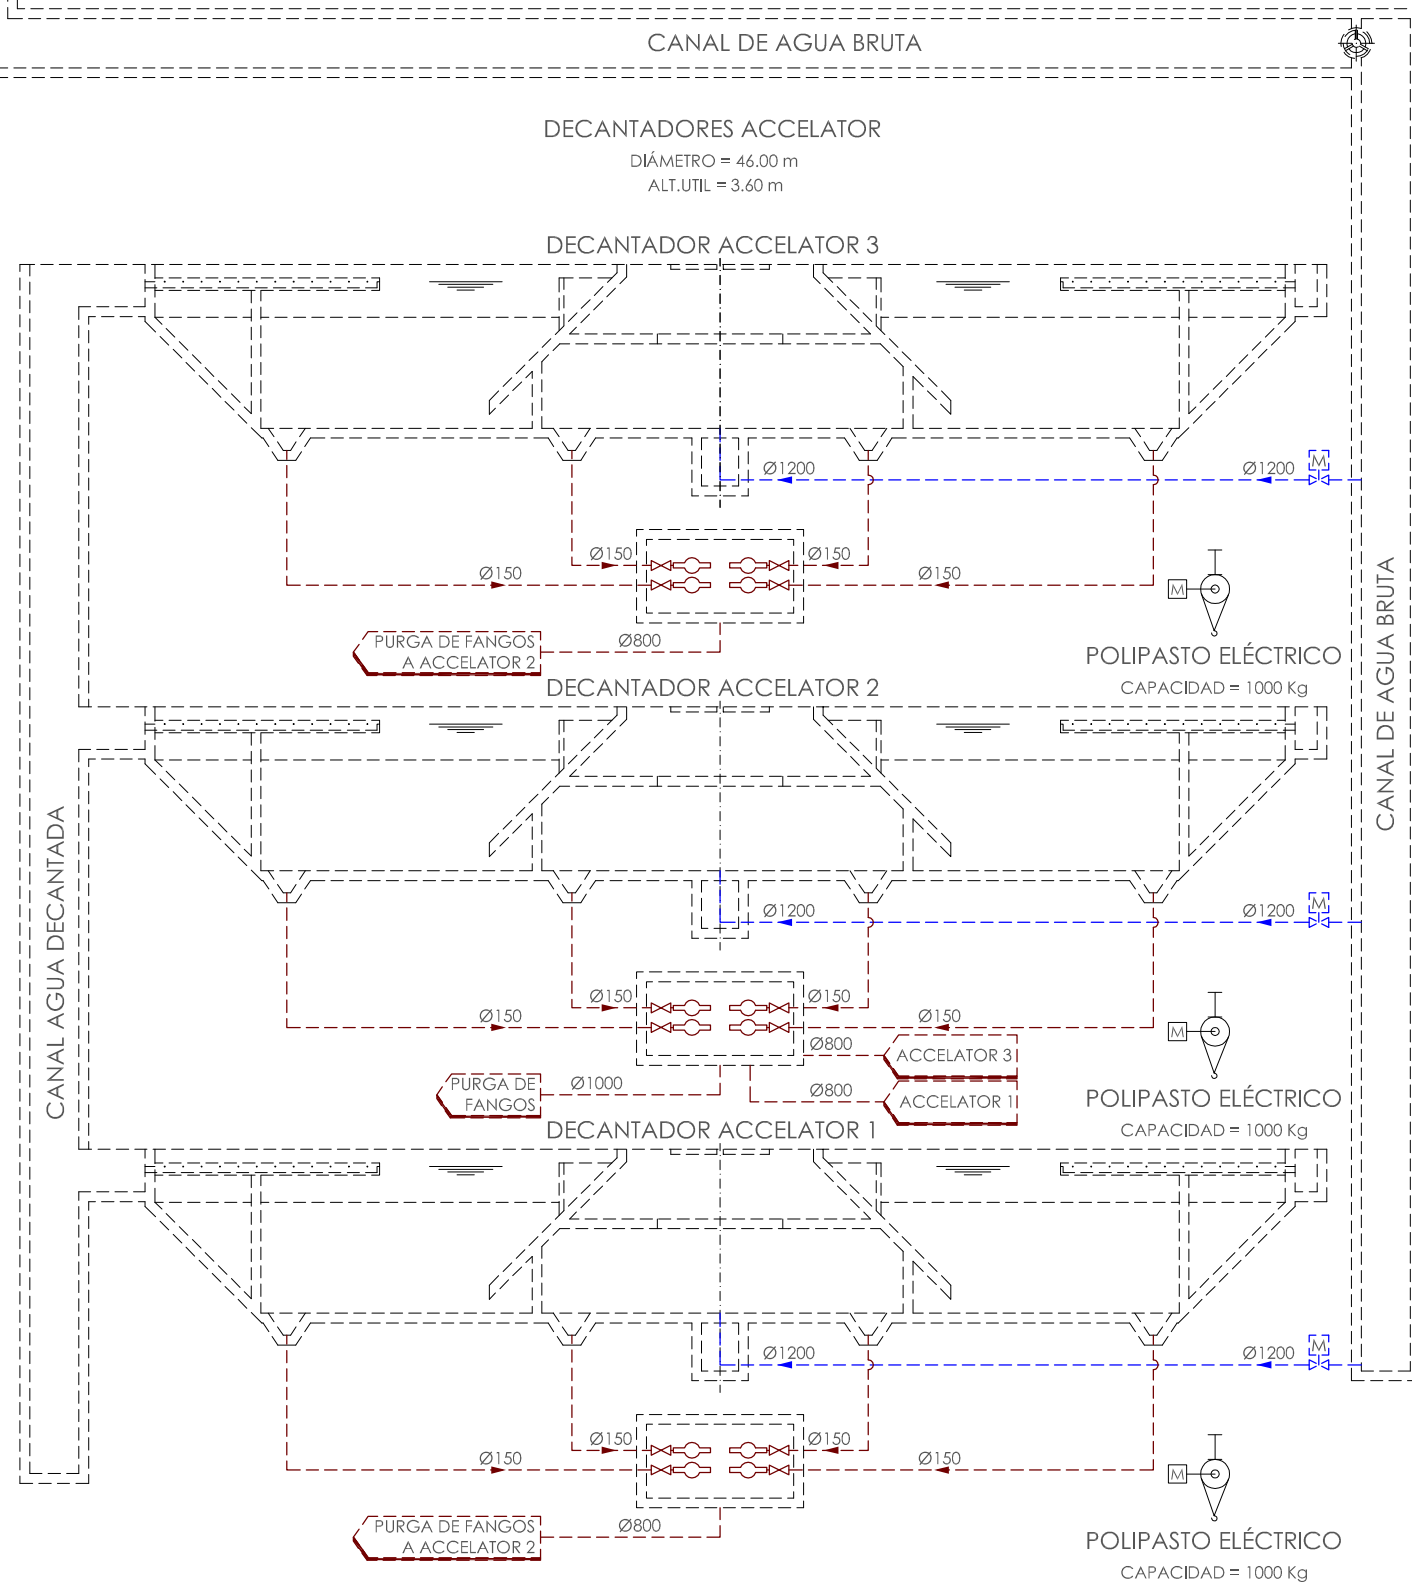 CANAL DE AGUA BRUTA
DECANTADORES ACCELATOR
DIÁMETRO = 46.00 m
ALT.UTIL = 3.60 m
DECANTADOR ACCELATOR 3
Ø1200
Ø1200
M
Ø150
Ø150
Ø150
Ø150
M
PURGA DE FANGOS
A ACCELATOR 2
Ø800
POLIPASTO ELÉCTRICO
CAPACIDAD = 1000 Kg
CANAL DE AGUA BRUTA
DECANTADOR ACCELATOR 2
CANAL AGUA DECANTADA
Ø1200
Ø1200
M
Ø150
Ø150
Ø150
Ø150
M
Ø800
ACCELATOR 3
PURGA DE
FANGOS
Ø1000
Ø800
ACCELATOR 1
POLIPASTO ELÉCTRICO
CAPACIDAD = 1000 Kg
DECANTADOR ACCELATOR 1
Ø1200
Ø1200
M
Ø150
Ø150
Ø150
Ø150
M
PURGA DE FANGOS
A ACCELATOR 2
Ø800
POLIPASTO ELÉCTRICO
CAPACIDAD = 1000 Kg